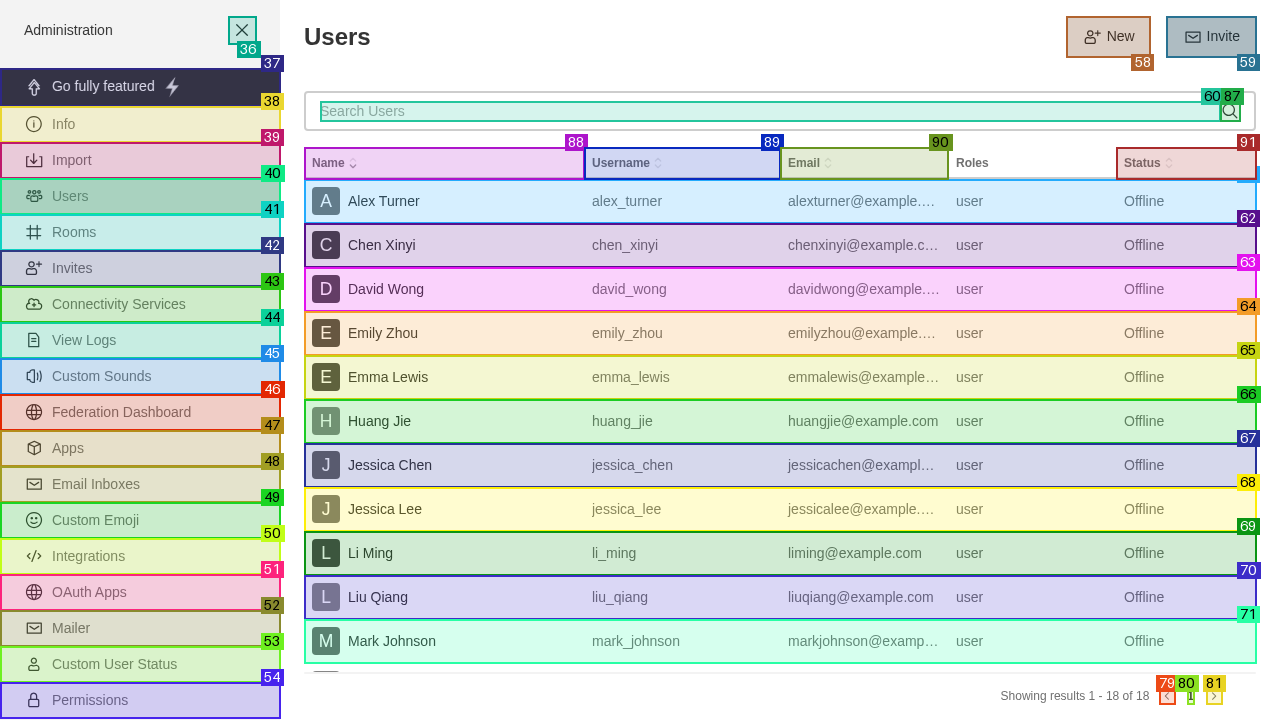 Administration
36
37
Go fully featured
38
Info
39
Import
40
Users
41
Rooms
42
Invites
43
Connectivity Services
44
View Logs
45
Custom Sounds
46
Federation Dashboard
47
Apps
48
Email Inboxes
49
Custom Emoji
50
Integrations
51
OAuth Apps
52
Mailer
53
Custom User Status
54
Permissions
Users
New
Invite
58
59
Search Users
60 87
88 89 90 91
Name Username Email Roles Status
A Alex Turner alex_turner alexturner@example.… user Offline
62
C Chen Xinyi chen_xinyi chenxinyi@example.c… user Offline
63
D David Wong david_wong davidwong@example.… user Offline
64
E Emily Zhou emily_zhou emilyzhou@example.… user Offline
65
E Emma Lewis emma_lewis emmalewis@example… user Offline
66
H Huang Jie huang_jie huangjie@example.com user Offline
67
J Jessica Chen jessica_chen jessicachen@exampl… user Offline
68
J Jessica Lee jessica_lee jessicalee@example.… user Offline
69
L Li Ming li_ming liming@example.com user Offline
70
L Liu Qiang liu_qiang liuqiang@example.com user Offline
71
M Mark Johnson mark_johnson markjohnson@examp… user Offline
79 80 81
Showing results 1 - 18 of 18 1